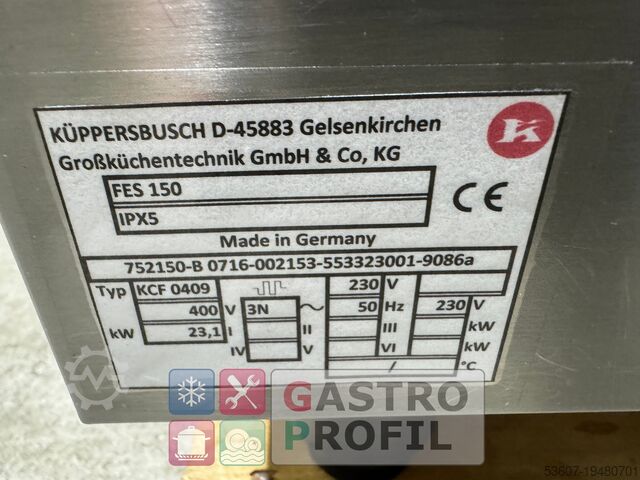 KÜPPERSBUSCH D-45883 Gelsenkirchen
Großküchentechnik GmbH & Co, KG
K
FES 150
IPX5
CE
Made in Germany
752150-B 0716-002153-553323001-9086a
Typ KCF 0409 230 V
400 V 3N ~ 50 Hz 230 V
kW 23,1 I II III kW
IV V VI kW
/ °C
GASTRO
PROFIL
53607-19480701